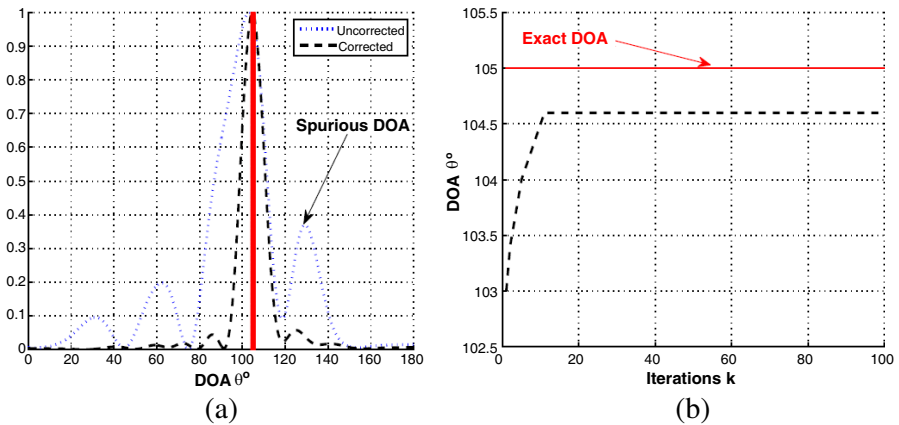 1
0.9
0.8
0.7
0.6
0.5
0.4
0.3
0.2
0.1
0
0 20 40 60 80 100 120 140 160 180
DOA θ°
Uncorrected
Corrected
Spurious DOA
(a)
105.5
105
104.5
104
103.5
103
102.5
0 20 40 60 80 100
DOA θ°
Iterations k
Exact DOA
(b)